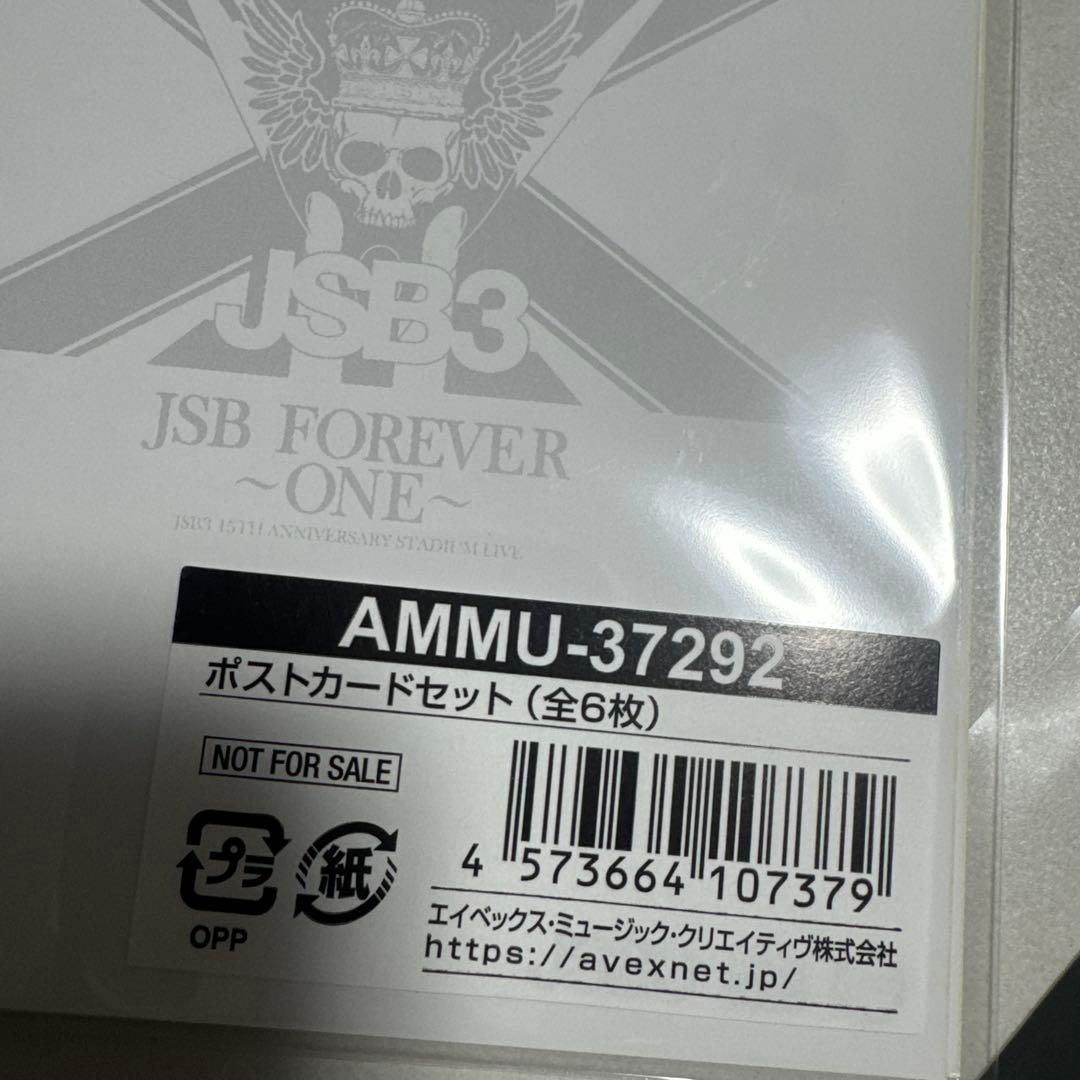 JSB3
JSB FOREVER
~ONE~
JSB3 15TH ANNIVERSARY STADIUM LIVE
AMMU-37292
ポストカードセット(全6枚)
NOT FOR SALE
プラ
紙
OPP
4 573664 107379
エイベックス・ミュージック・クリエイティヴ株式会社
https://avexnet.jp/